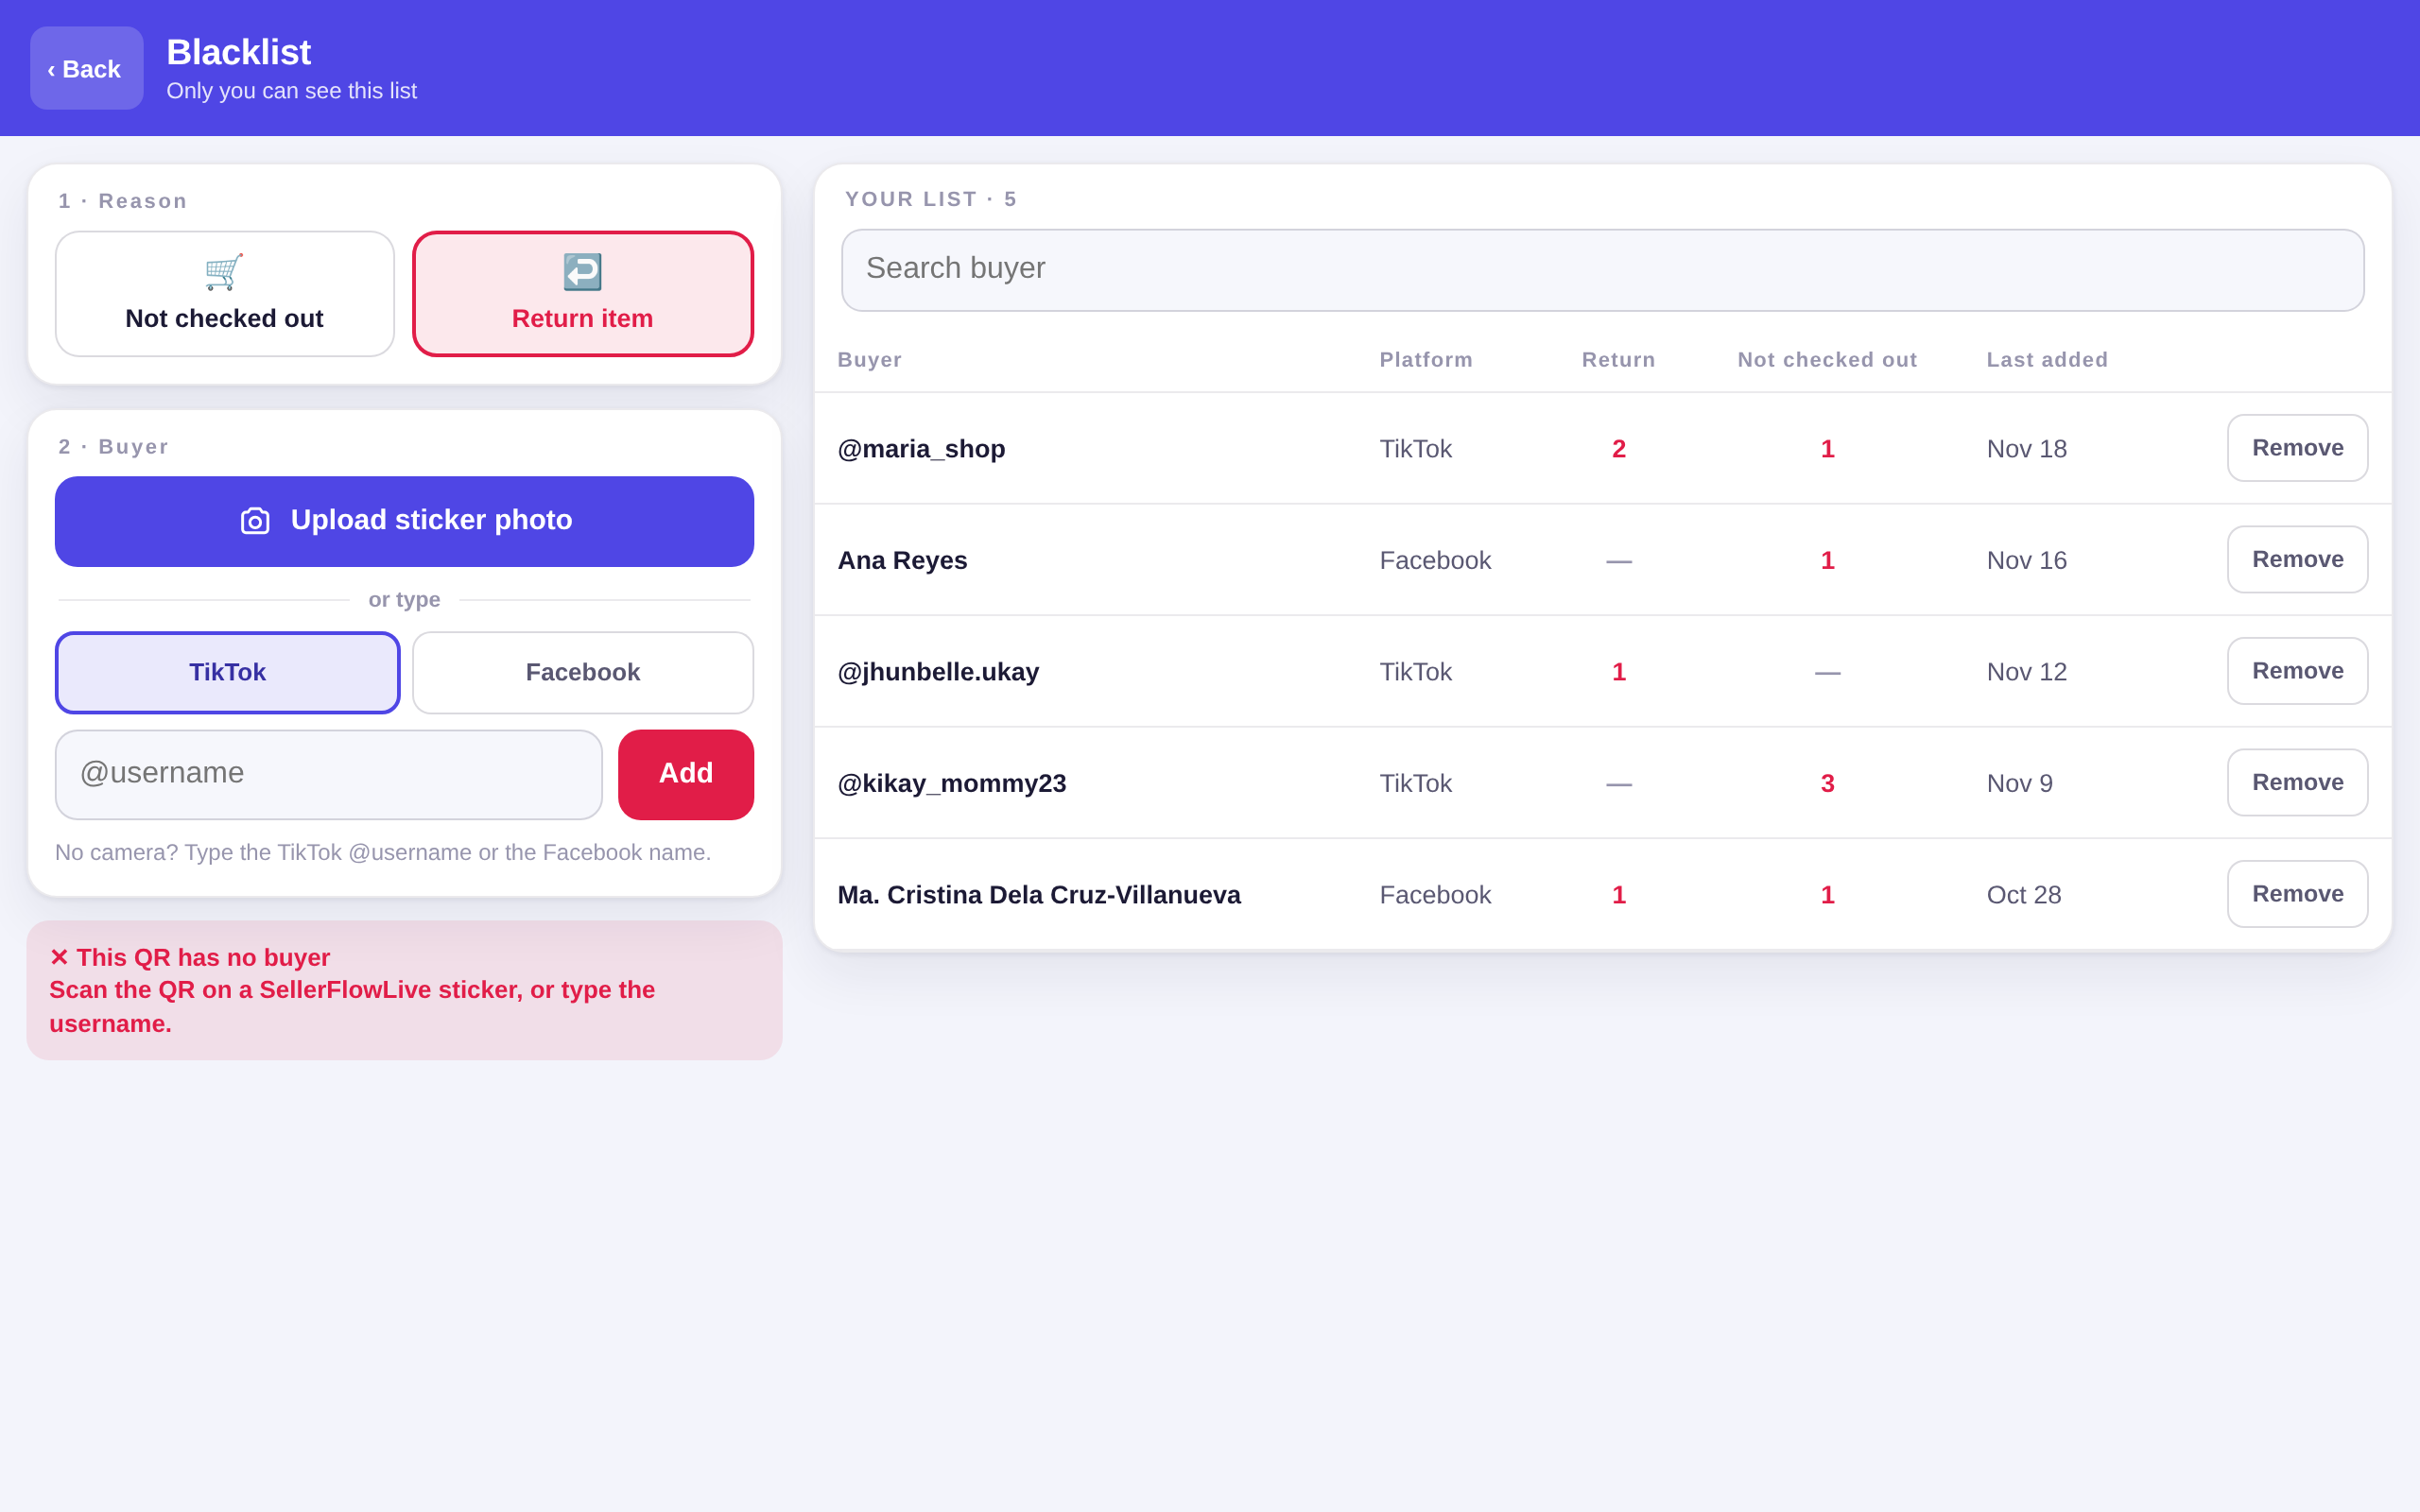 ‹ Back
Blacklist
Only you can see this list
1 · Reason
Not checked out
Return item
2 · Buyer
Upload sticker photo
or type
TikTok
Facebook
@username
Add
No camera? Type the TikTok @username or the Facebook name.
✕ This QR has no buyer
Scan the QR on a SellerFlowLive sticker, or type the
username.
YOUR LIST · 5
Search buyer
Buyer Platform Return Not checked out Last added
@maria_shop TikTok 2 1 Nov 18 Remove
Ana Reyes Facebook — 1 Nov 16 Remove
@jhunbelle.ukay TikTok 1 — Nov 12 Remove
@kikay_mommy23 TikTok — 3 Nov 9 Remove
Ma. Cristina Dela Cruz-Villanueva Facebook 1 1 Oct 28 Remove